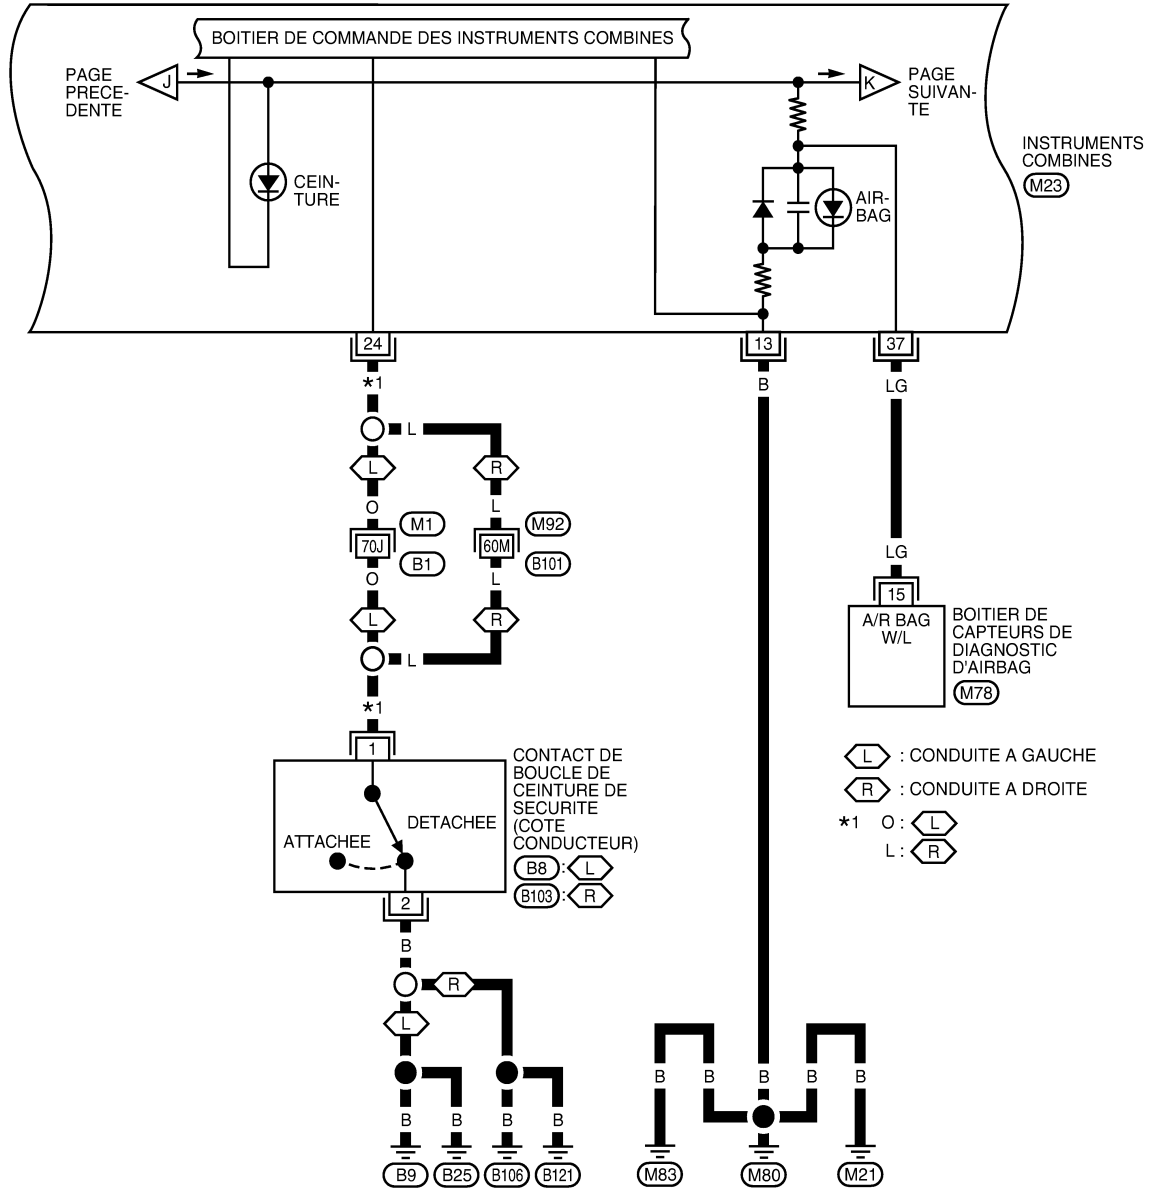 BOITIER DE COMMANDE DES INSTRUMENTS COMBINES
PAGE
PRECE-
DENTE
J
K
PAGE
SUIVAN-
TE
CEIN-
TURE
AIR-
BAG
INSTRUMENTS
COMBINES
M23
24
13
37
*1
B
LG
L
L
R
O
L
M1
M92
70J
60M
B1
B101
O
L
L
R
L
*1
LG
15
A/R BAG
W/L
BOITIER DE
CAPTEURS DE
DIAGNOSTIC
D'AIRBAG
M78
1
CONTACT DE
BOUCLE DE
CEINTURE DE
SECURITE
(COTE
CONDUCTEUR)
B8 : L
B103 : R
DETACHEE
ATTACHEE
2
L : CONDUITE A GAUCHE
R : CONDUITE A DROITE
*1 O : L
L : R
B
R
L
B B B B
B9 B25 B106 B121
B B B B B
M83 M80 M21